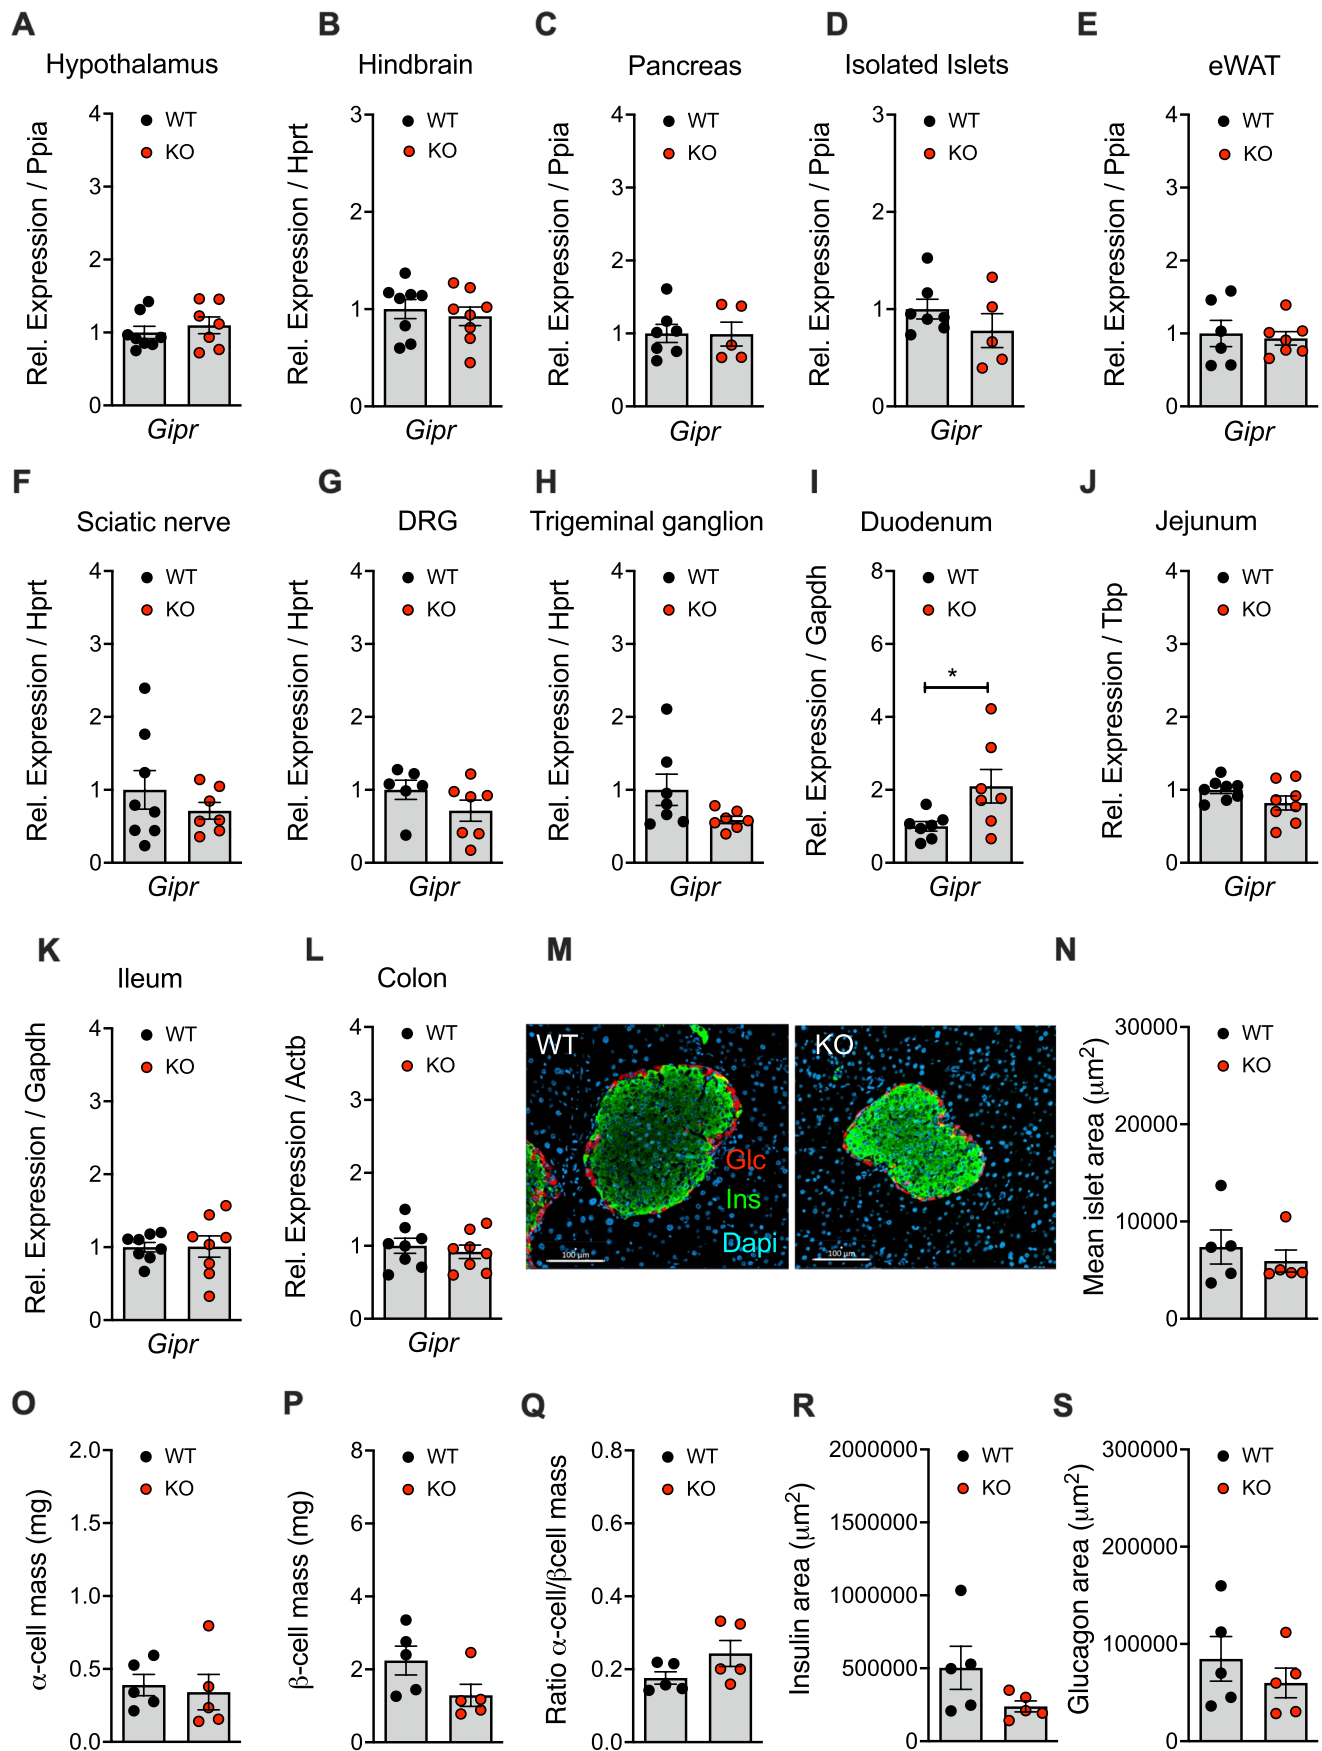 A
Hypothalamus
Rel. Expression / Ppia
4
3
2
1
0
WT
KO
Gipr
B
Hindbrain
Rel. Expression / Hprt
3
2
1
0
WT
KO
Gipr
C
Pancreas
Rel. Expression / Ppia
4
3
2
1
0
WT
KO
Gipr
D
Isolated Islets
Rel. Expression / Ppia
3
2
1
0
WT
KO
Gipr
E
eWAT
Rel. Expression / Ppia
4
3
2
1
0
WT
KO
Gipr
F
Sciatic nerve
Rel. Expression / Hprt
4
3
2
1
0
WT
KO
Gipr
G
DRG
Rel. Expression / Hprt
4
3
2
1
0
WT
KO
Gipr
H
Trigeminal ganglion
Rel. Expression / Hprt
4
3
2
1
0
WT
KO
Gipr
I
Duodenum
Rel. Expression / Gapdh
8
6
4
2
0
WT
KO
*
Gipr
J
Jejunum
Rel. Expression / Tbp
4
3
2
1
0
WT
KO
Gipr
K
Ileum
Rel. Expression / Gapdh
4
3
2
1
0
WT
KO
Gipr
L
Colon
Rel. Expression / Actb
4
3
2
1
0
WT
KO
Gipr
M
WT
Glc
Ins
Dapi
100 µm
KO
100 µm
N
Mean islet area (µm²)
30000
20000
10000
0
WT
KO
O
α-cell mass (mg)
2.0
1.5
1.0
0.5
0.0
WT
KO
P
β-cell mass (mg)
8
6
4
2
0
WT
KO
Q
Ratio α-cell/βcell mass
0.8
0.6
0.4
0.2
0.0
WT
KO
R
Insulin area (µm²)
2000000
1500000
1000000
500000
0
WT
KO
S
Glucagon area (µm²)
300000
200000
100000
0
WT
KO